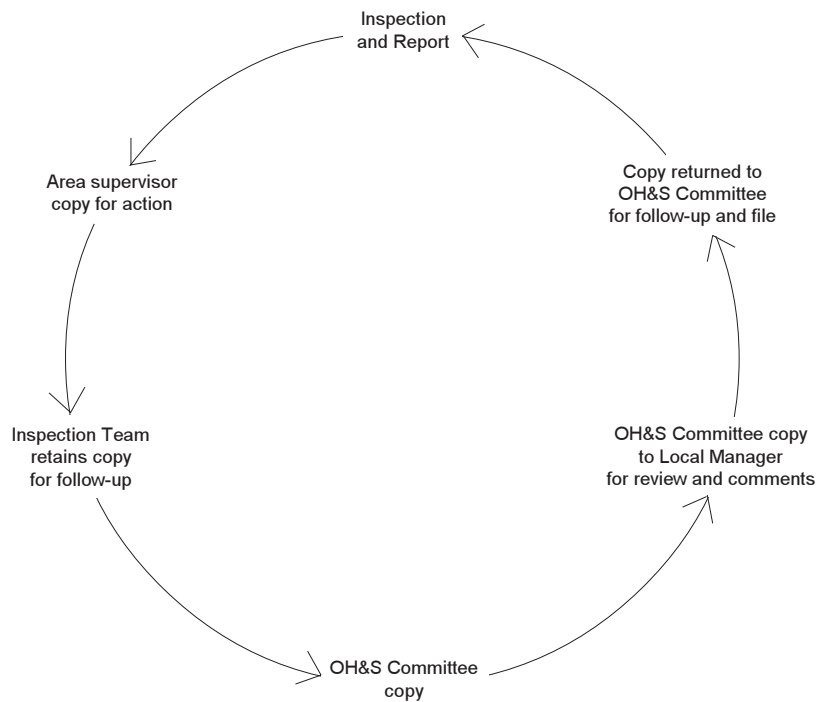 Inspection
and Report
Area supervisor
copy for action
Inspection Team
retains copy
for follow-up
OH&S Committee
copy
OH&S Committee copy
to Local Manager
for review and comments
Copy returned to
OH&S Committee
for follow-up and file